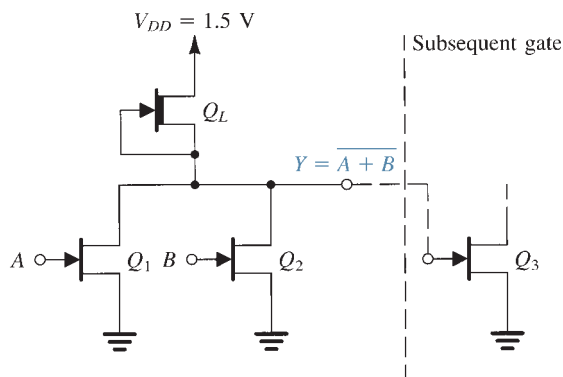 V_DD = 1.5 V
Subsequent gate
Q_L
Y = \overline{A + B}
A
Q_1
B
Q_2
Q_3